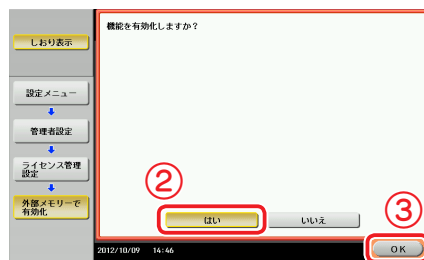 機能を有効化しますか？
しおり表示
設定メニュー
管理者設定
ライセンス管理
設定
外部メモリーで
有効化
②
はい
いいえ
③
2012/10/09 14:46
OK